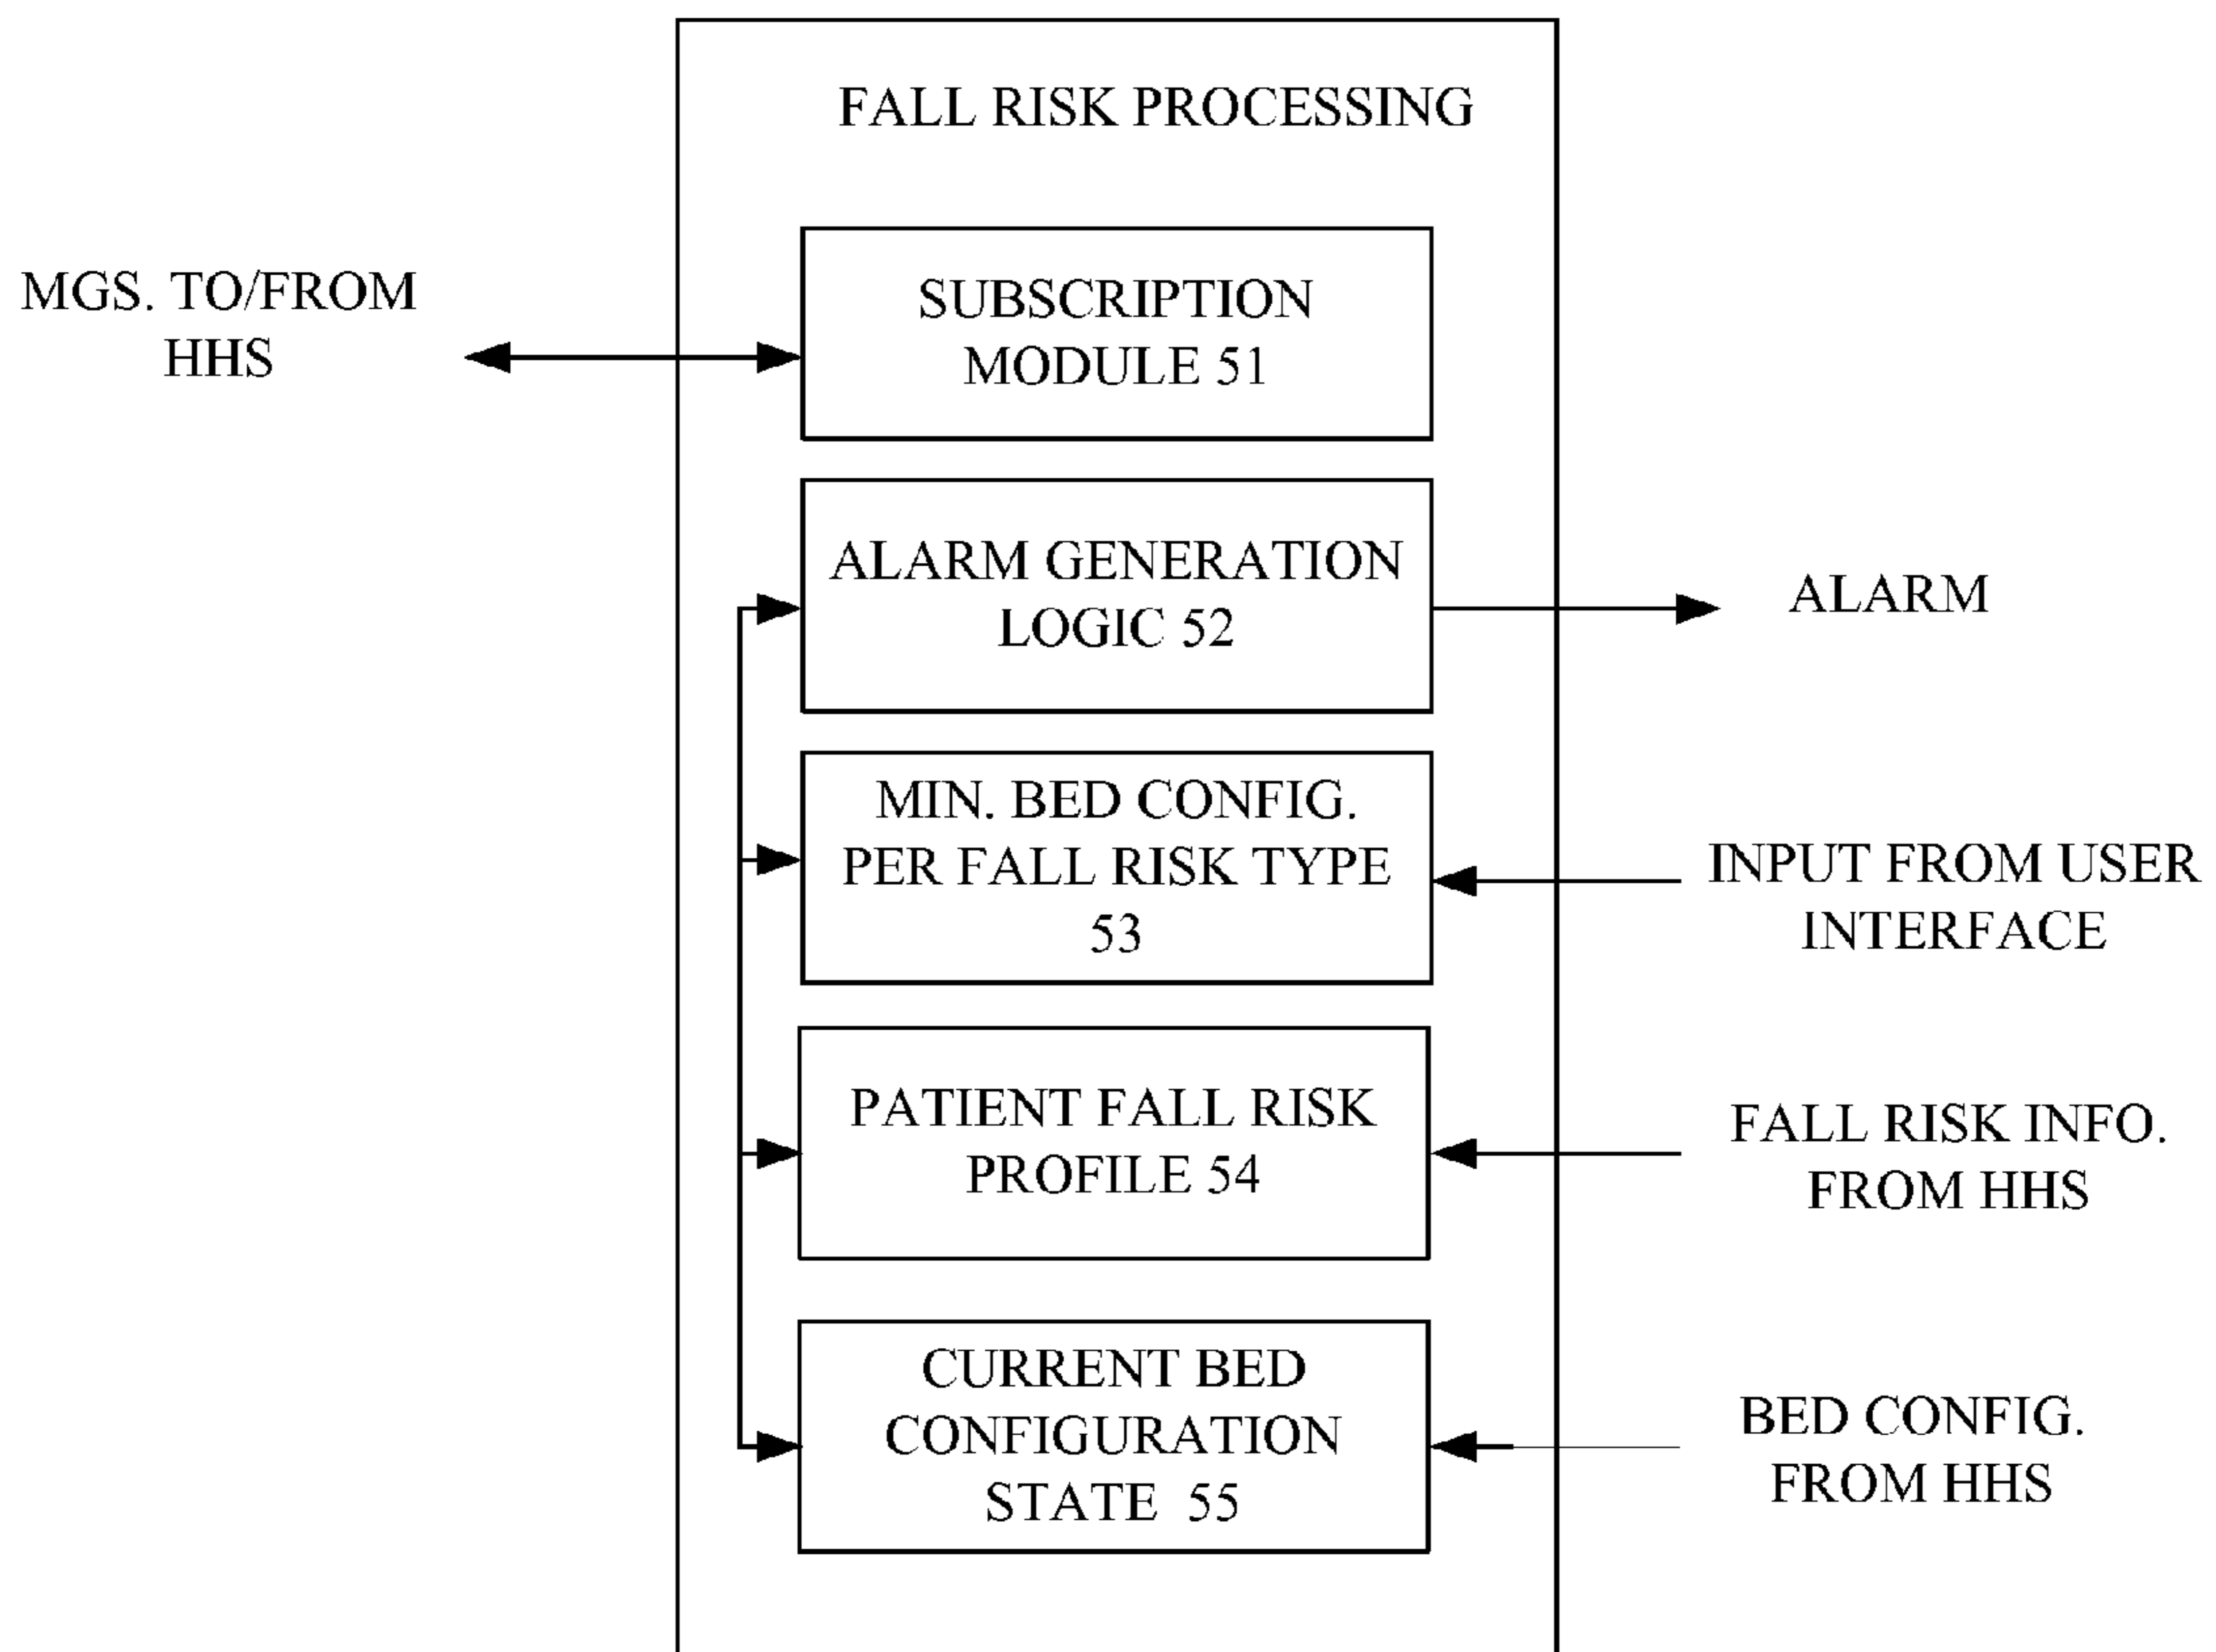 FALL RISK PROCESSING
MGS. TO/FROM
HHS
SUBSCRIPTION
MODULE 51
ALARM GENERATION
LOGIC 52
ALARM
MIN. BED CONFIG.
PER FALL RISK TYPE
53
INPUT FROM USER
INTERFACE
PATIENT FALL RISK
PROFILE 54
FALL RISK INFO.
FROM HHS
CURRENT BED
CONFIGURATION
STATE 55
BED CONFIG.
FROM HHS